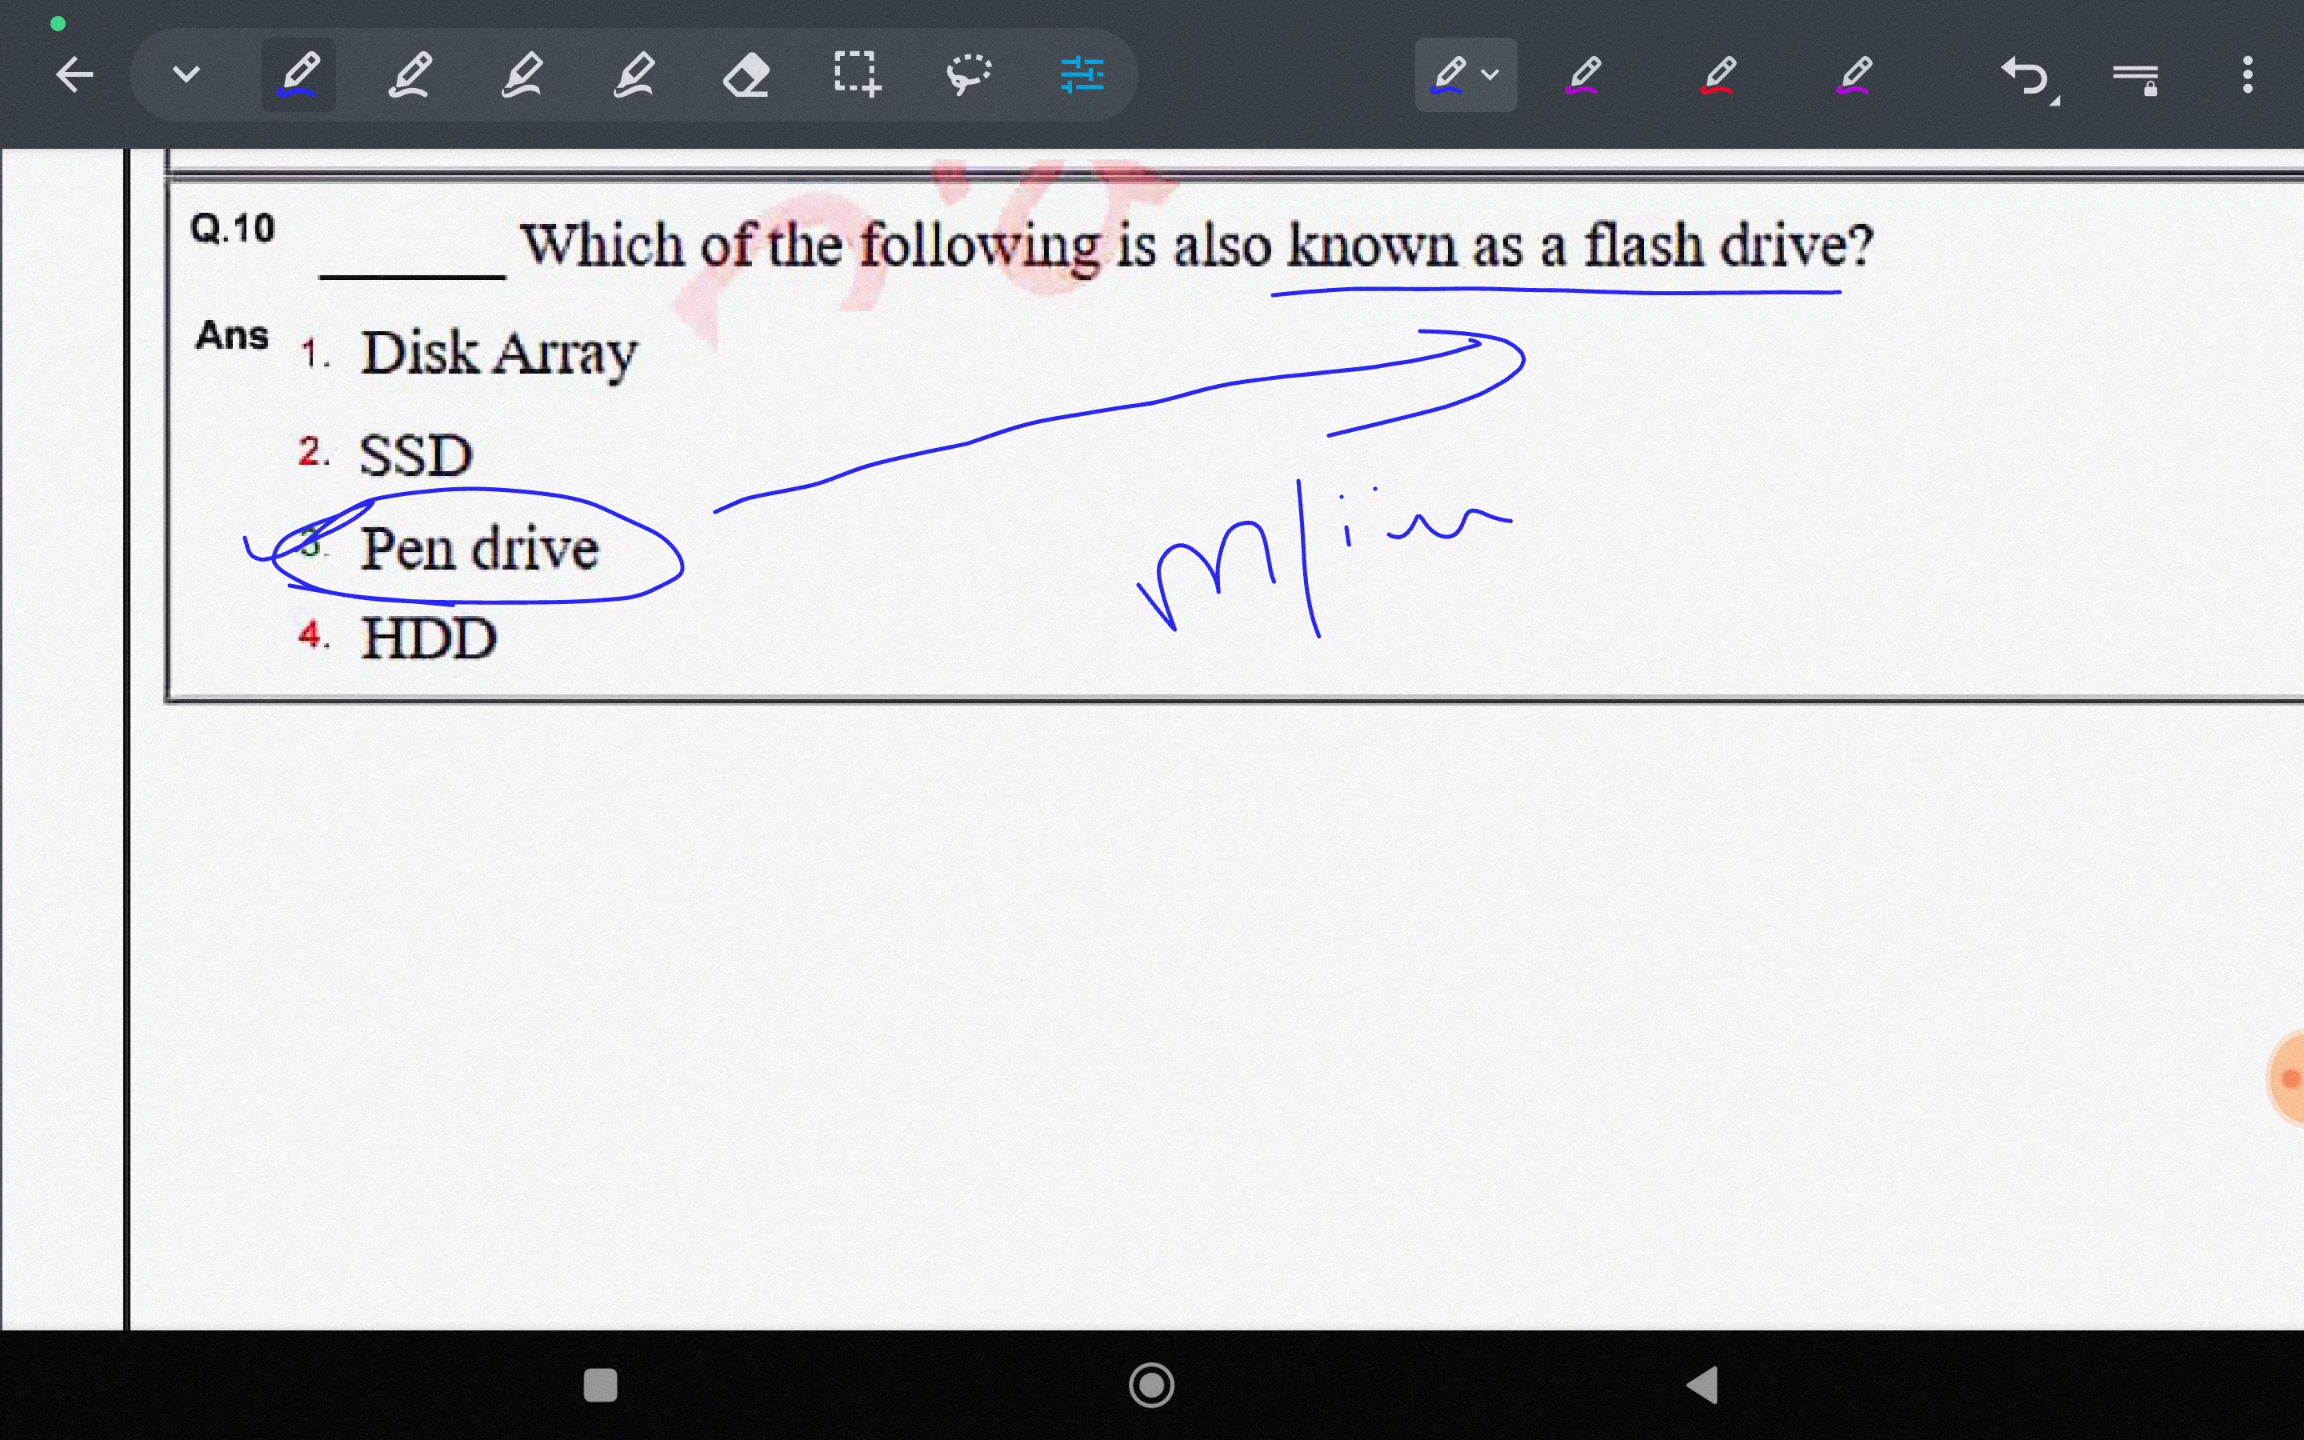 Q.10 ______ Which of the following is also known as a flash drive?
Ans 1. Disk Array
2. SSD
3. Pen drive
4. HDD